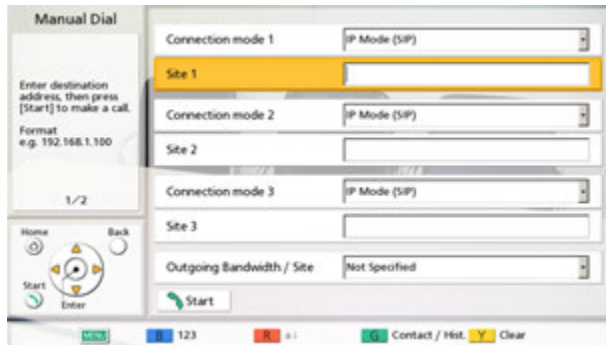 Manual Dial
Enter destination
address, then press
[Start] to make a call.
Format
e.g. 192.168.1.100
1/2
Home
Back
Start
Enter
Connection mode 1
IP Mode (SIP)
Site 1
Connection mode 2
IP Mode (SIP)
Site 2
Connection mode 3
IP Mode (SIP)
Site 3
Outgoing Bandwidth / Site
Not Specified
Start
MENU
B 123
R
G Contact / Hist.
Y Clear